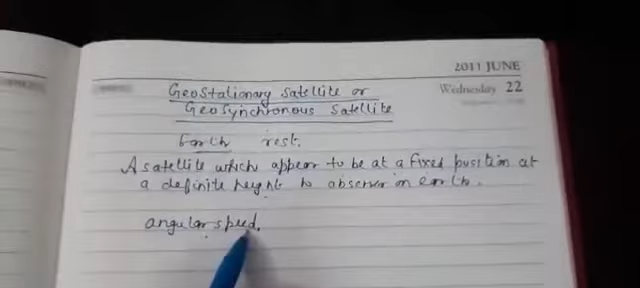 2011 JUNE
Wednesday 22
GeoStationary Satellite or
GeoSynchronous Satellite
Earth rest.
A satellite which appear to be at a fixed position at
a definite height to observer on earth.
angular speed.